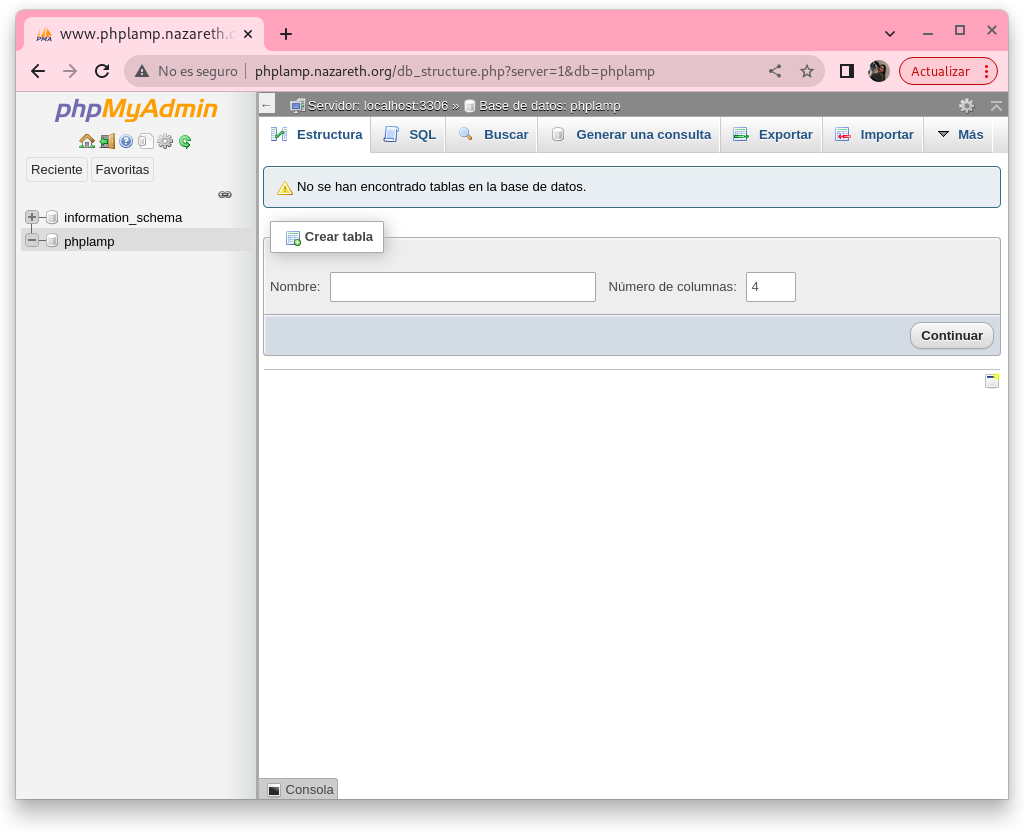 www.phplamp.nazareth.
No es seguro
phplamp.nazareth.org/db_structure.php?server=1&db=phplamp
Actualizar
phpMyAdmin
Reciente
Favoritas
information_schema
phplamp
Servidor: localhost:3306 » Base de datos: phplamp
Estructura
SQL
Buscar
Generar una consulta
Exportar
Importar
Más
No se han encontrado tablas en la base de datos.
Crear tabla
Nombre:
Número de columnas:
4
Continuar
Consola